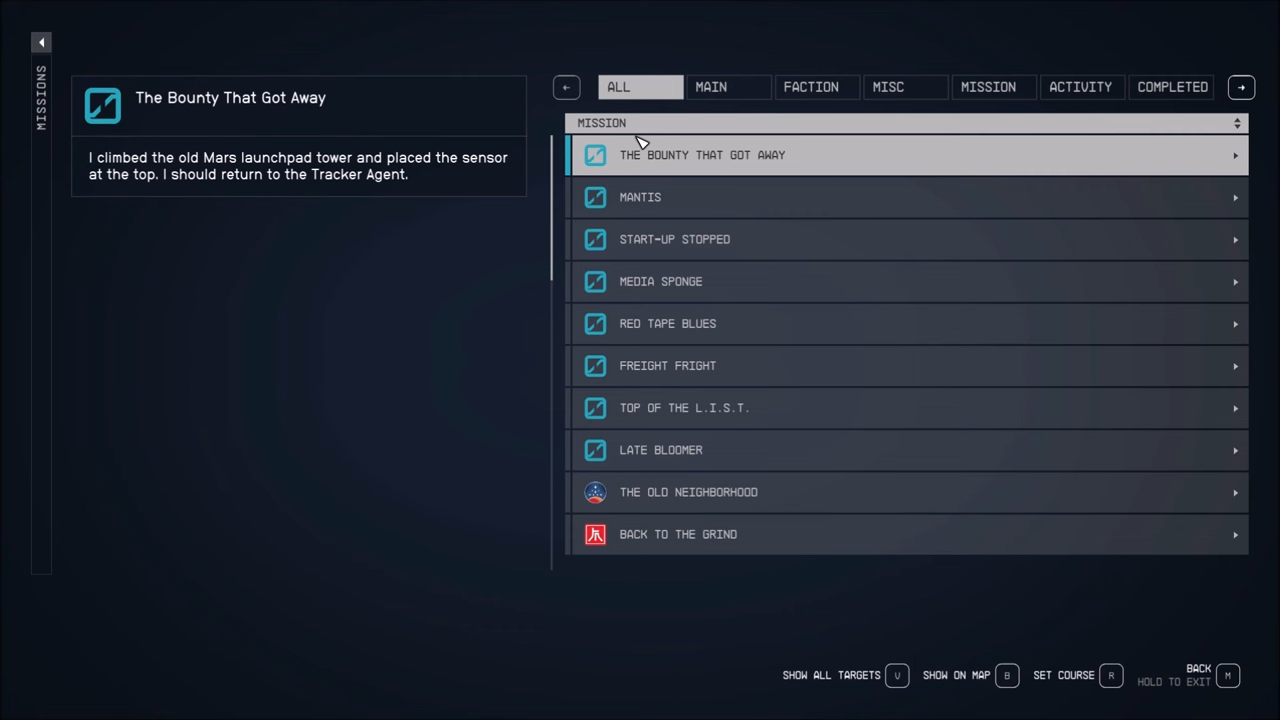 MISSIONS
The Bounty That Got Away
I climbed the old Mars launchpad tower and placed the sensor
at the top. I should return to the Tracker Agent.
ALL
MAIN
FACTION
MISC
MISSION
ACTIVITY
COMPLETED
MISSION
THE BOUNTY THAT GOT AWAY
MANTIS
START-UP STOPPED
MEDIA SPONGE
RED TAPE BLUES
FREIGHT FRIGHT
TOP OF THE L.I.S.T.
LATE BLOOMER
THE OLD NEIGHBORHOOD
BACK TO THE GRIND
SHOW ALL TARGETS V
SHOW ON MAP B
SET COURSE R
BACK M
HOLD TO EXIT